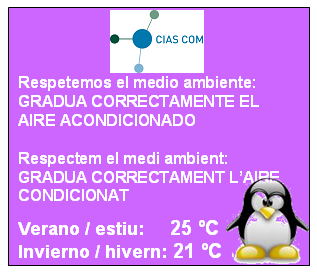 CIAS COM
Respetemos el medio ambiente:
GRADUA CORRECTAMENTE EL
AIRE ACONDICIONADO
Respectem el medi ambient:
GRADUA CORRECTAMENT L'AIRE
CONDICIONAT
Verano / estiu: 25 ºC
Invierno / hivern: 21 ºC